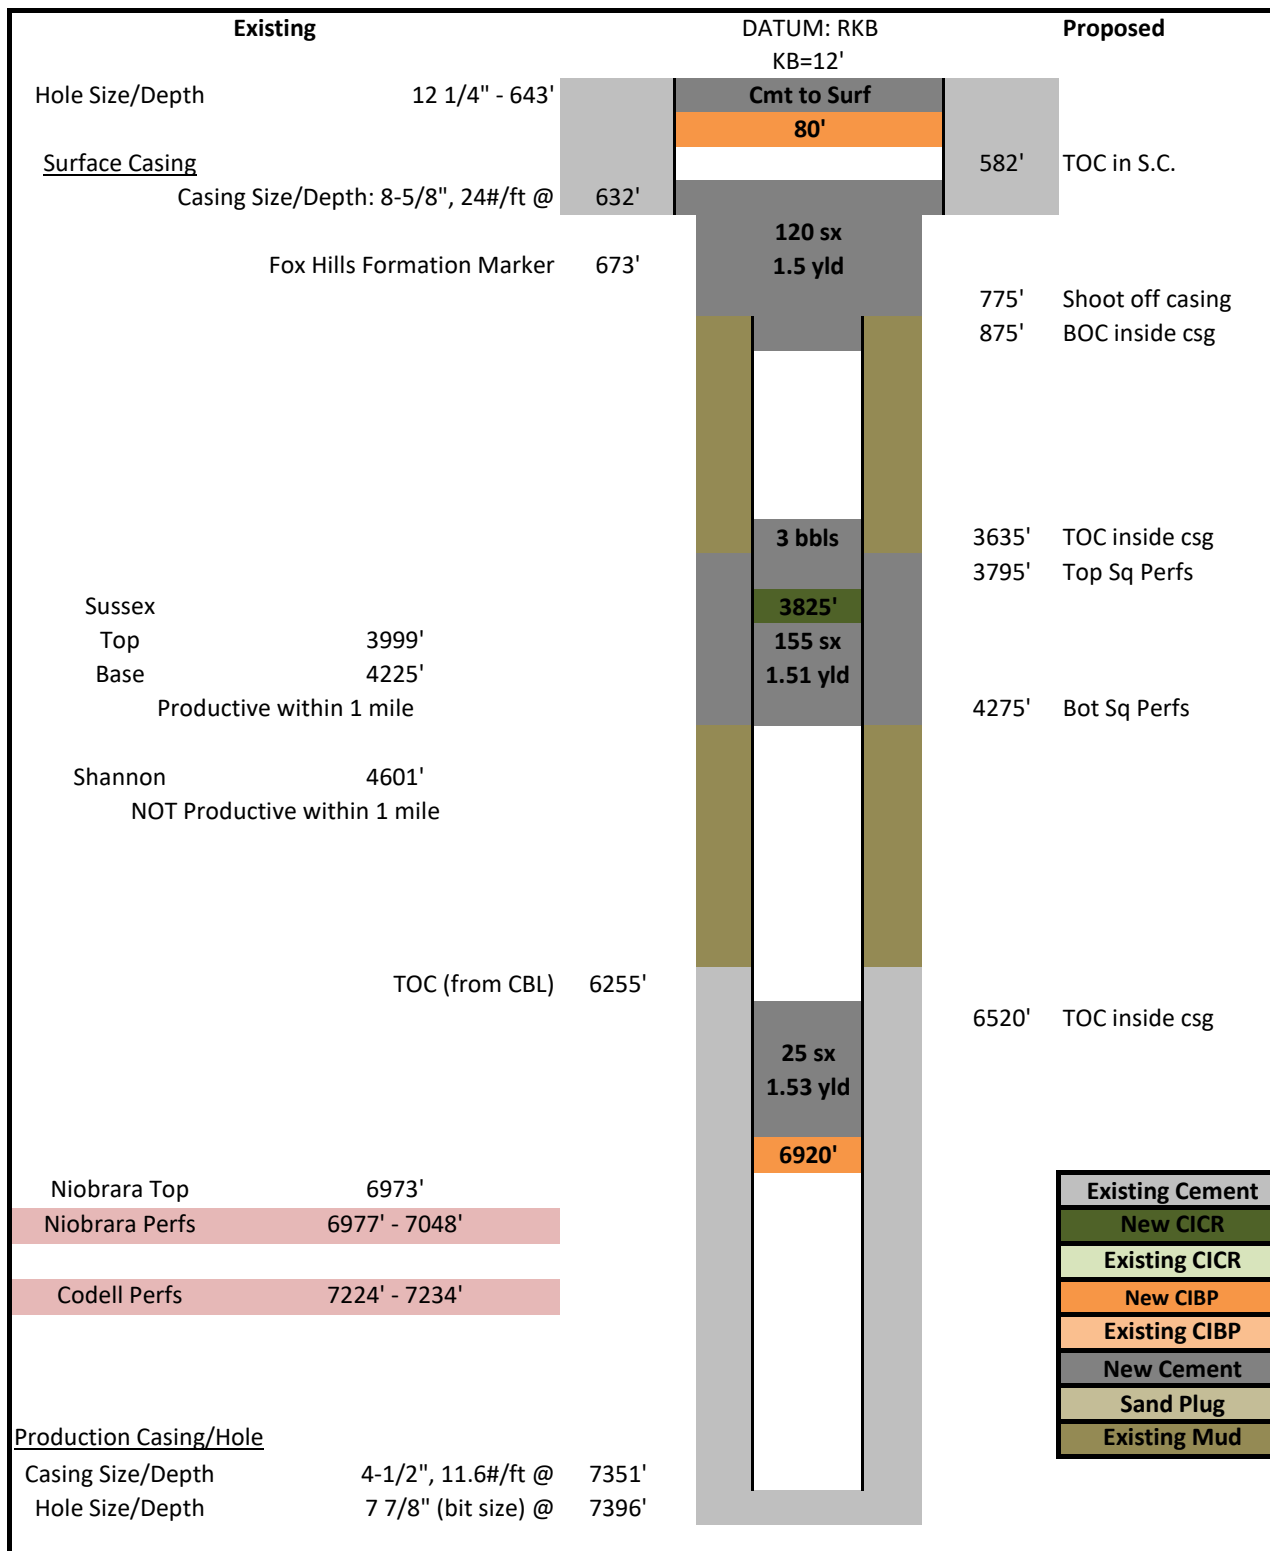 Existing DATUM: RKB Proposed
KB=12'
Hole Size/Depth 12 1/4" - 643' Cmt to Surf
80'
Surface Casing 582' TOC in S.C.
Casing Size/Depth: 8-5/8", 24#/ft @ 632'
120 sx
Fox Hills Formation Marker 673' 1.5 yld
775' Shoot off casing
875' BOC inside csg
3 bbls 3635' TOC inside csg
3795' Top Sq Perfs
Sussex 3825'
Top 3999' 155 sx
Base 4225' 1.51 yld
Productive within 1 mile 4275' Bot Sq Perfs
Shannon 4601'
NOT Productive within 1 mile
TOC (from CBL) 6255'
6520' TOC inside csg
25 sx
1.53 yld
6920'
Niobrara Top 6973' Existing Cement
Niobrara Perfs 6977' - 7048' New CICR
Existing CICR
Codell Perfs 7224' - 7234' New CIBP
Existing CIBP
New Cement
Sand Plug
Production Casing/Hole Existing Mud
Casing Size/Depth 4-1/2", 11.6#/ft @ 7351'
Hole Size/Depth 7 7/8" (bit size) @ 7396'